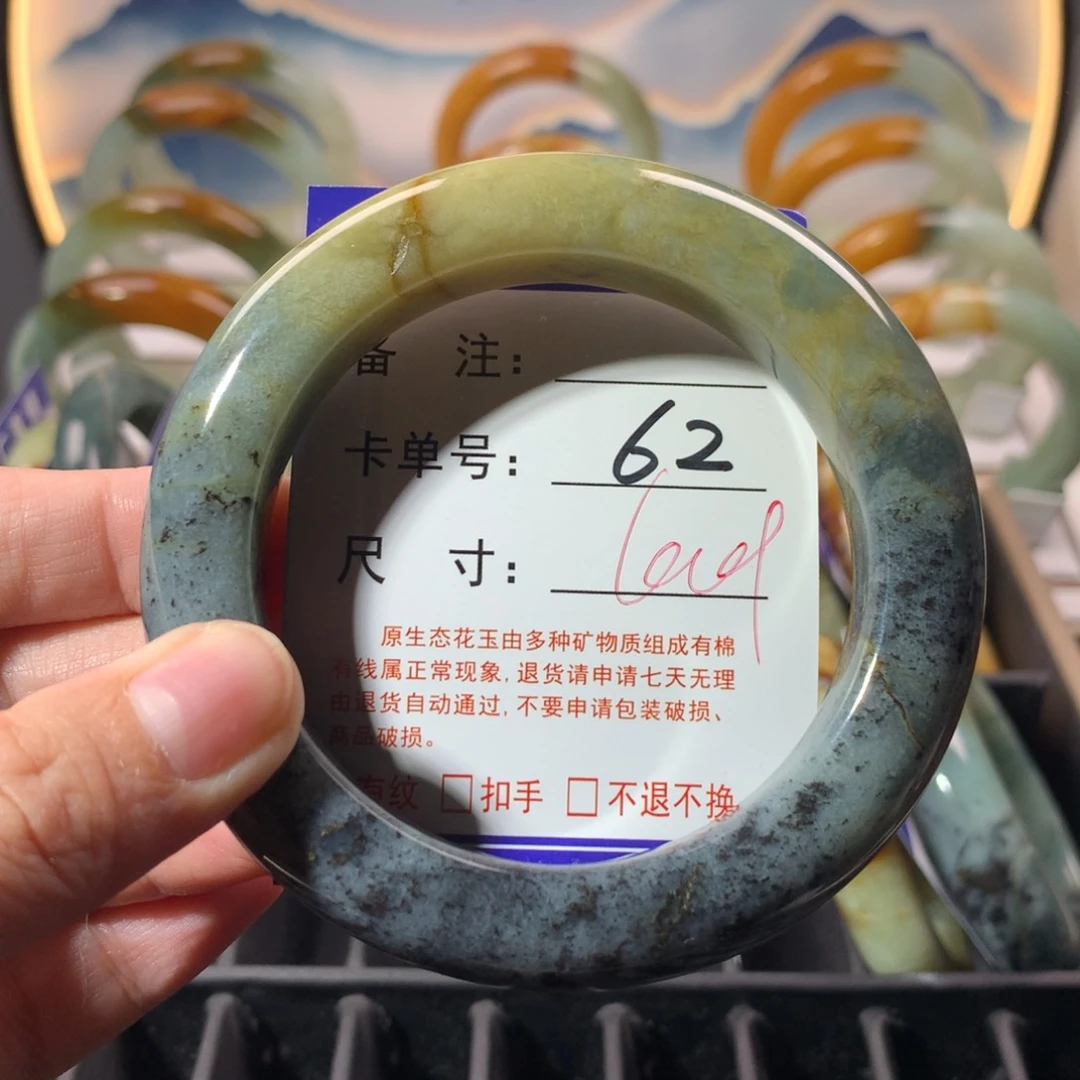 备 注:
卡单号: 62
尺 寸:
原生态花玉由多种矿物质组成有棉
有线属正常现象, 退货请申请七天无理
由退货自动通过, 不要申请包装破损、
商品破损。
有纹 □扣手 □不退不换